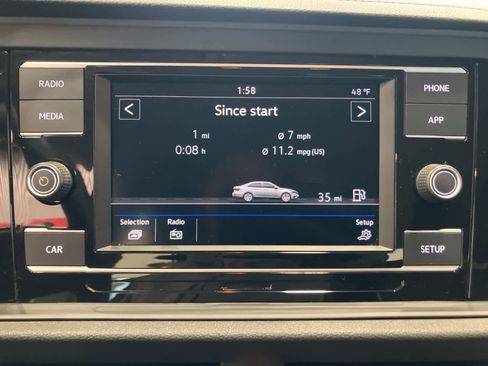 RADIO
MEDIA
CAR
PHONE
APP
SETUP
1:58
48 °F
<
Since start
>
1 mi
ø 7 mph
0:08 h
ø 11.2 mpg (US)
35 mi
Selection
Radio
Setup